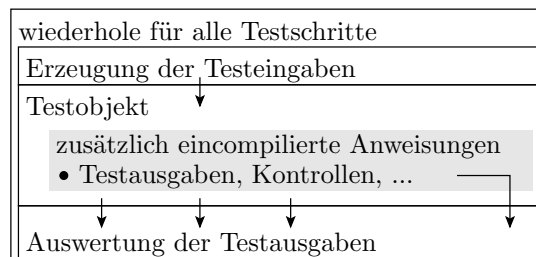 wiederhole für alle Testschritte
Erzeugung der Testeingaben
Testobjekt
zusätzlich eincompilierte Anweisungen
• Testausgaben, Kontrollen, ...
Auswertung der Testausgaben